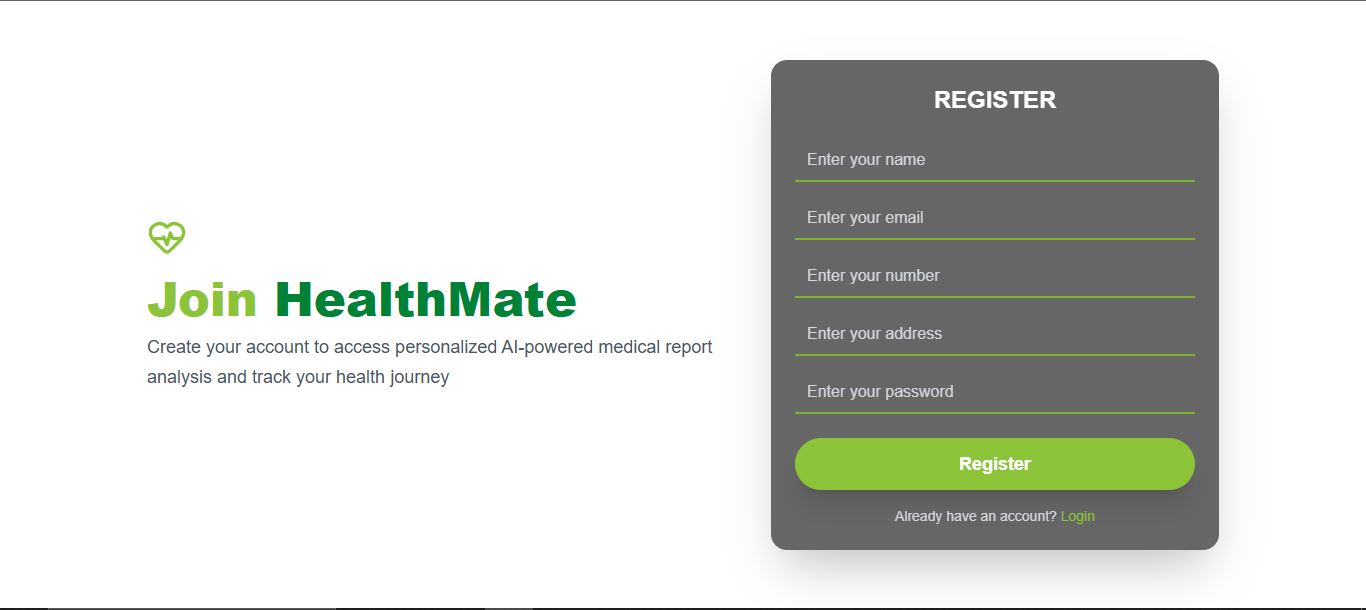 Join HealthMate
Create your account to access personalized AI-powered medical report
analysis and track your health journey
REGISTER
Enter your name
Enter your email
Enter your number
Enter your address
Enter your password
Register
Already have an account? Login